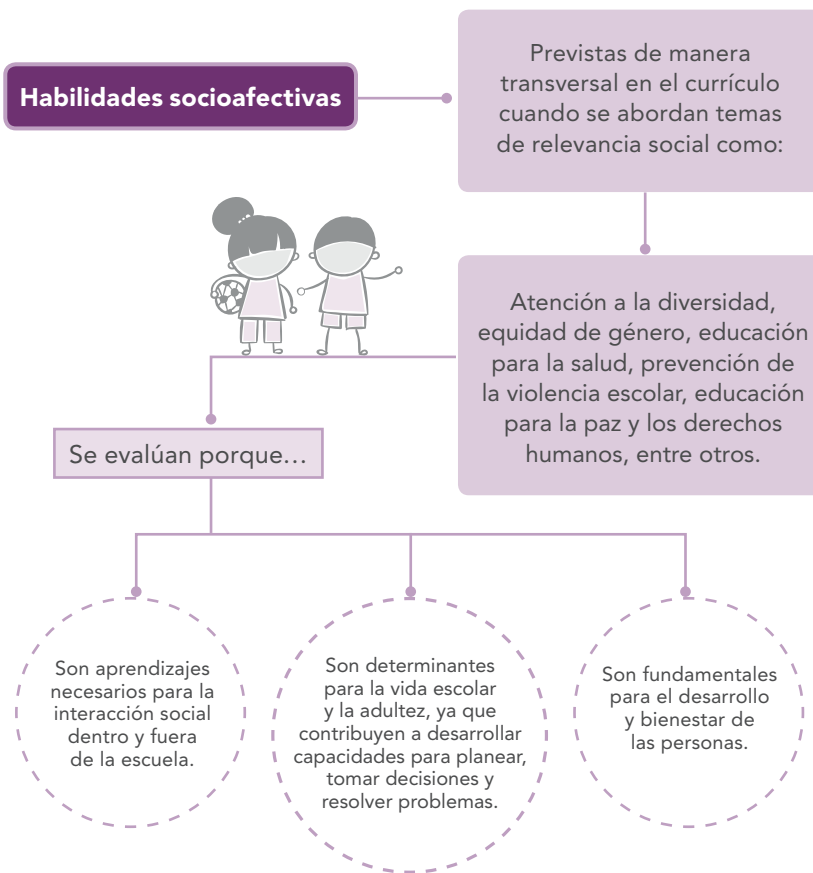 Habilidades socioafectivas
Previstas de manera
transversal en el currículo
cuando se abordan temas
de relevancia social como:
Atención a la diversidad,
equidad de género, educación
para la salud, prevención de
la violencia escolar, educación
para la paz y los derechos
humanos, entre otros.
Se evalúan porque…
Son aprendizajes
necesarios para la
interacción social
dentro y fuera
de la escuela.
Son determinantes
para la vida escolar
y la adultez, ya que
contribuyen a desarrollar
capacidades para planear,
tomar decisiones y
resolver problemas.
Son fundamentales
para el desarrollo
y bienestar de
las personas.